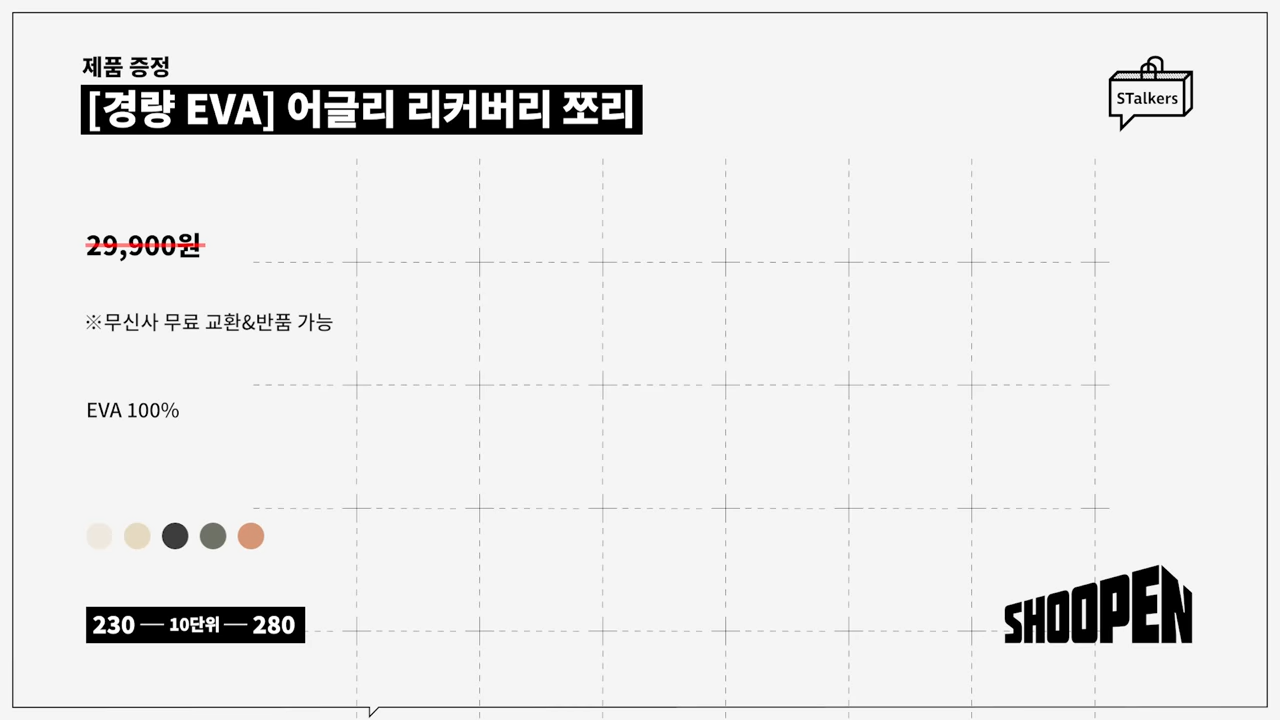 제품 증정
[경량 EVA] 어글리 리커버리 쪼리
STalkers
29,900원
※무신사 무료 교환&반품 가능
EVA 100%
230 — 10단위 — 280
SHOOPEN